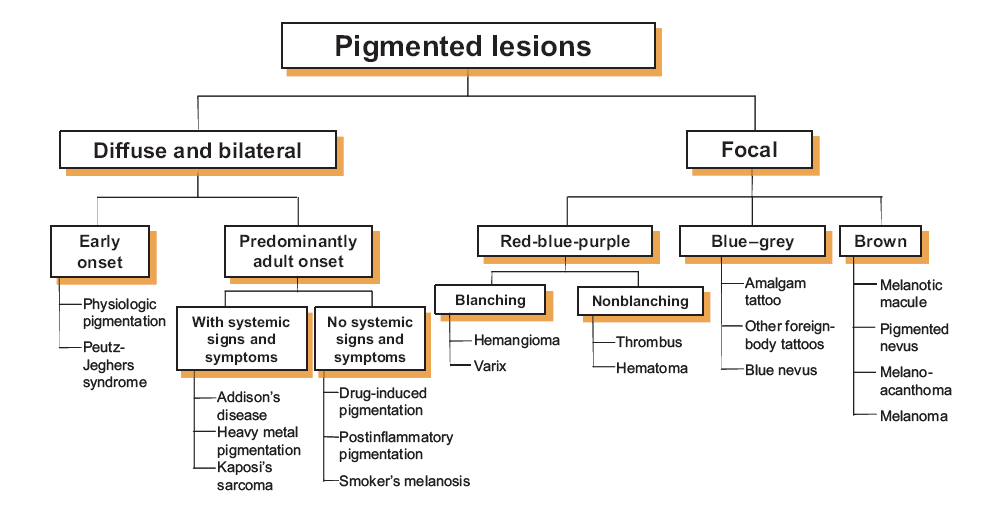 Pigmented lesions
Diffuse and bilateral
Focal
Early
onset
Predominantly
adult onset
Red-blue-purple
Blue–grey
Brown
Physiologic
pigmentation
Peutz-
Jeghers
syndrome
With systemic
signs and
symptoms
No systemic
signs and
symptoms
Addison's
disease
Heavy metal
pigmentation
Kaposi's
sarcoma
Drug-induced
pigmentation
Postinflammatory
pigmentation
Smoker's melanosis
Blanching
Nonblanching
Hemangioma
Varix
Thrombus
Hematoma
Amalgam
tattoo
Other foreign-
body tattoos
Blue nevus
Melanotic
macule
Pigmented
nevus
Melano-
acanthoma
Melanoma